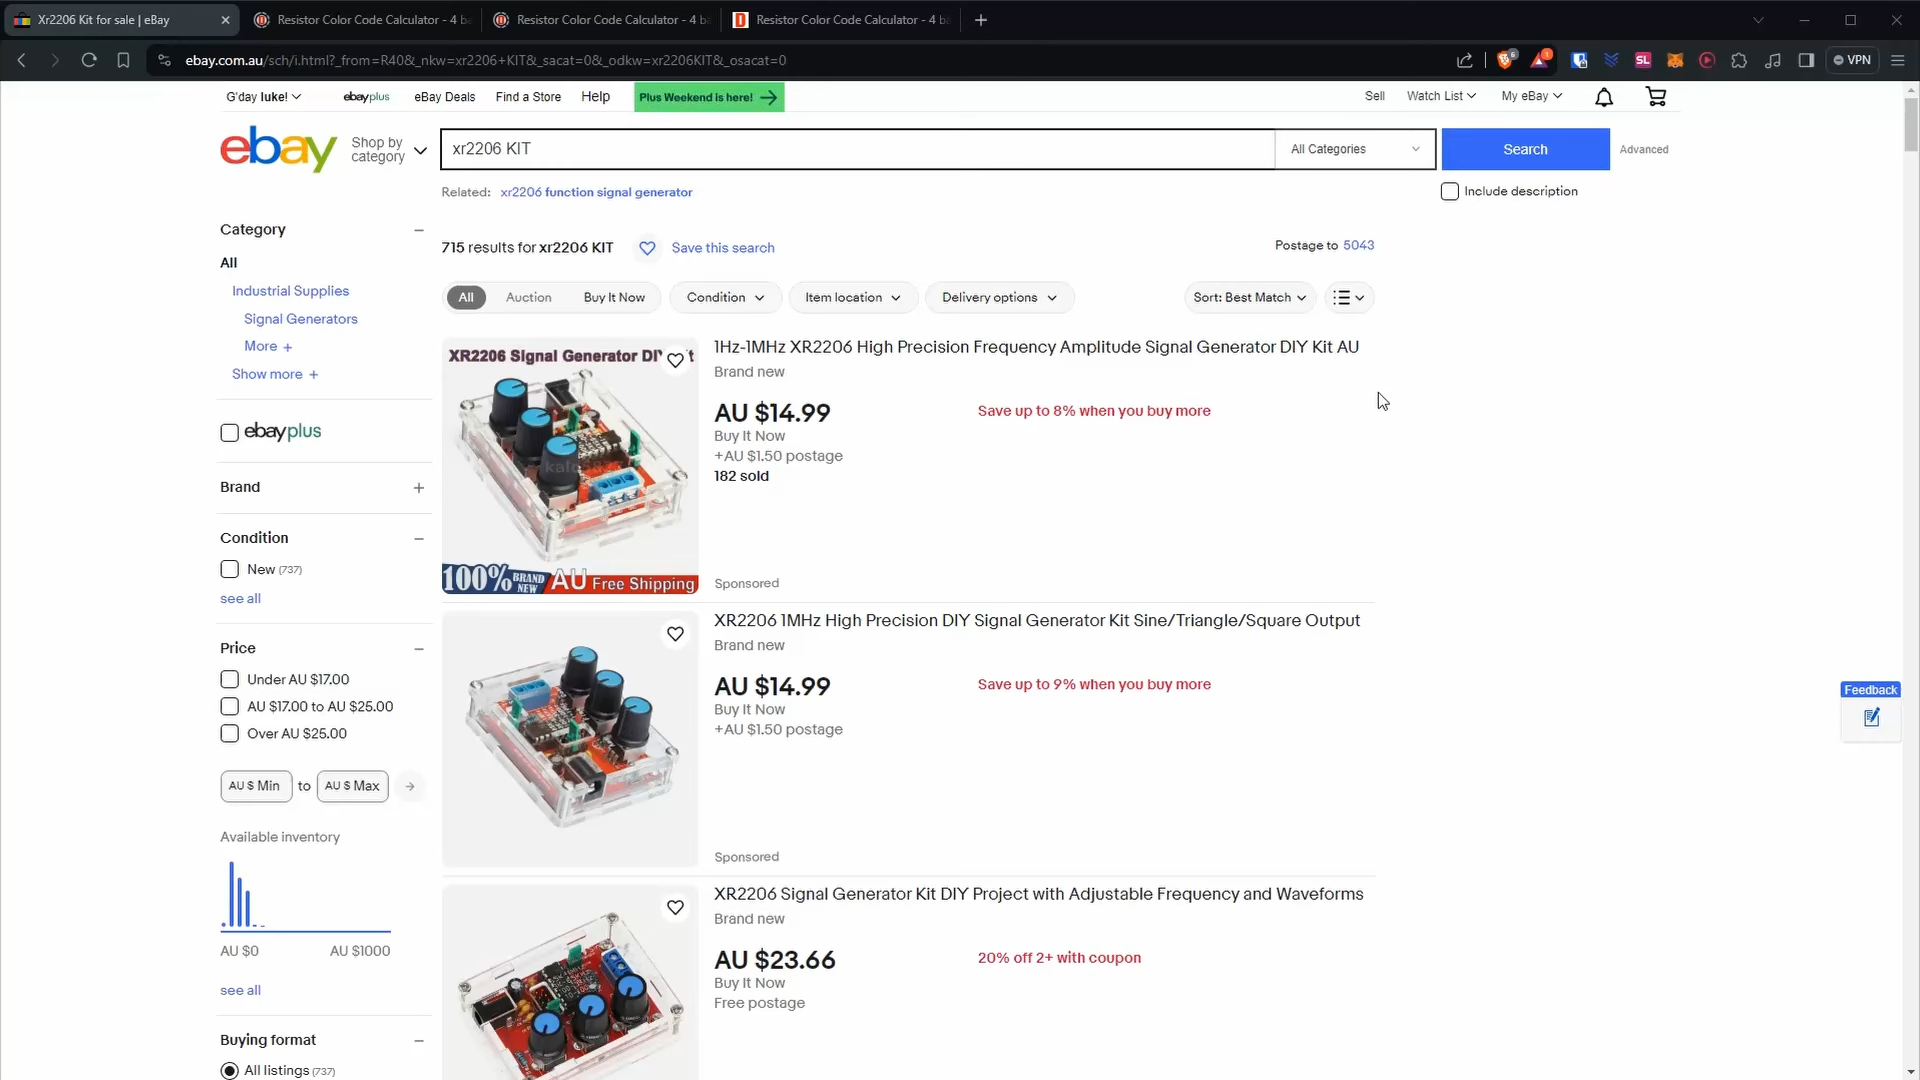 Xr2206 Kit for sale | eBay
Resistor Color Code Calculator - 4 ba
Resistor Color Code Calculator - 4 ba
Resistor Color Code Calculator - 4 ba
ebay.com.au/sch/i.html?_from=R40&_nkw=xr2206+KIT&_sacat=0&_odkw=xr2206KIT&_osacat=0
6
1
SL
VPN
G'day luke!
ebayplus
eBay Deals
Find a Store
Help
Plus Weekend is here!
Sell
Watch List
My eBay
ebay
Shop by category
xr2206 KIT
All Categories
Search
Advanced
Related: xr2206 function signal generator
Include description
Category
All
Industrial Supplies
Signal Generators
More +
Show more +
ebayplus
Brand
Condition
New (737)
see all
Price
Under AU $17.00
AU $17.00 to AU $25.00
Over AU $25.00
AU $ Min to AU $ Max
Available inventory
AU $0 AU $1000
see all
Buying format
All listings (737)
715 results for xr2206 KIT
Save this search
Postage to 5043
All
Auction
Buy It Now
Condition
Item location
Delivery options
Sort: Best Match
XR2206 Signal Generator DI t
100% BRAND NEW AU Free Shipping
1Hz-1MHz XR2206 High Precision Frequency Amplitude Signal Generator DIY Kit AU
Brand new
AU $14.99
Save up to 8% when you buy more
Buy It Now
+AU $1.50 postage
182 sold
Sponsored
XR2206 1MHz High Precision DIY Signal Generator Kit Sine/Triangle/Square Output
Brand new
AU $14.99
Save up to 9% when you buy more
Buy It Now
+AU $1.50 postage
Sponsored
XR2206 Signal Generator Kit DIY Project with Adjustable Frequency and Waveforms
Brand new
AU $23.66
20% off 2+ with coupon
Buy It Now
Free postage
Feedback